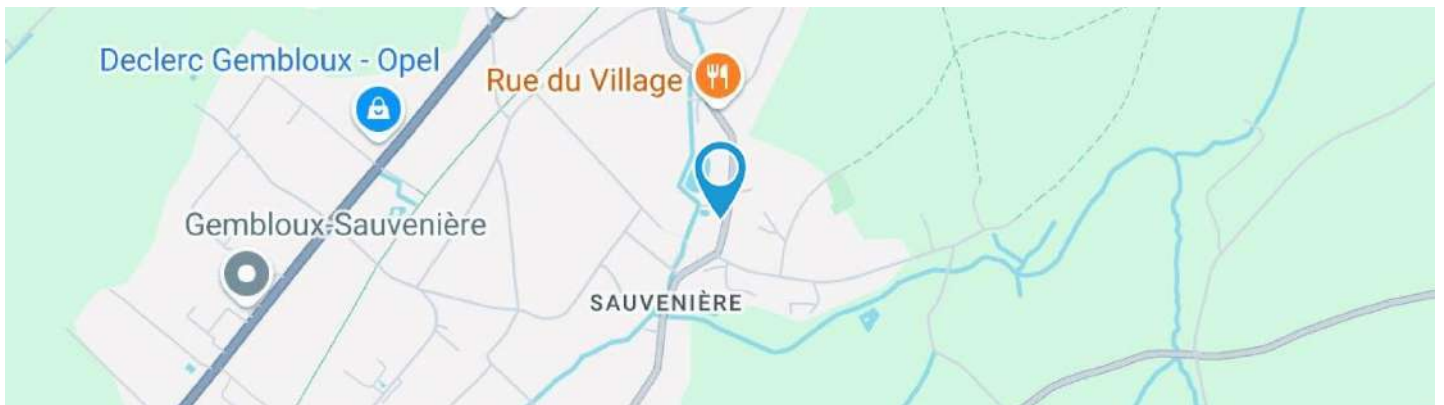 Declerc Gembloux - Opel
Rue du Village
Gembloux-Sauvenière
SAUVENIÈRE